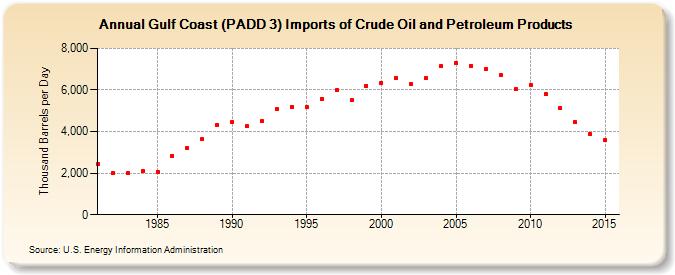 Annual Gulf Coast (PADD 3) Imports of Crude Oil and Petroleum Products
Thousand Barrels per Day
8,000
6,000
4,000
2,000
0
1985 1990 1995 2000 2005 2010 2015
Source: U.S. Energy Information Administration